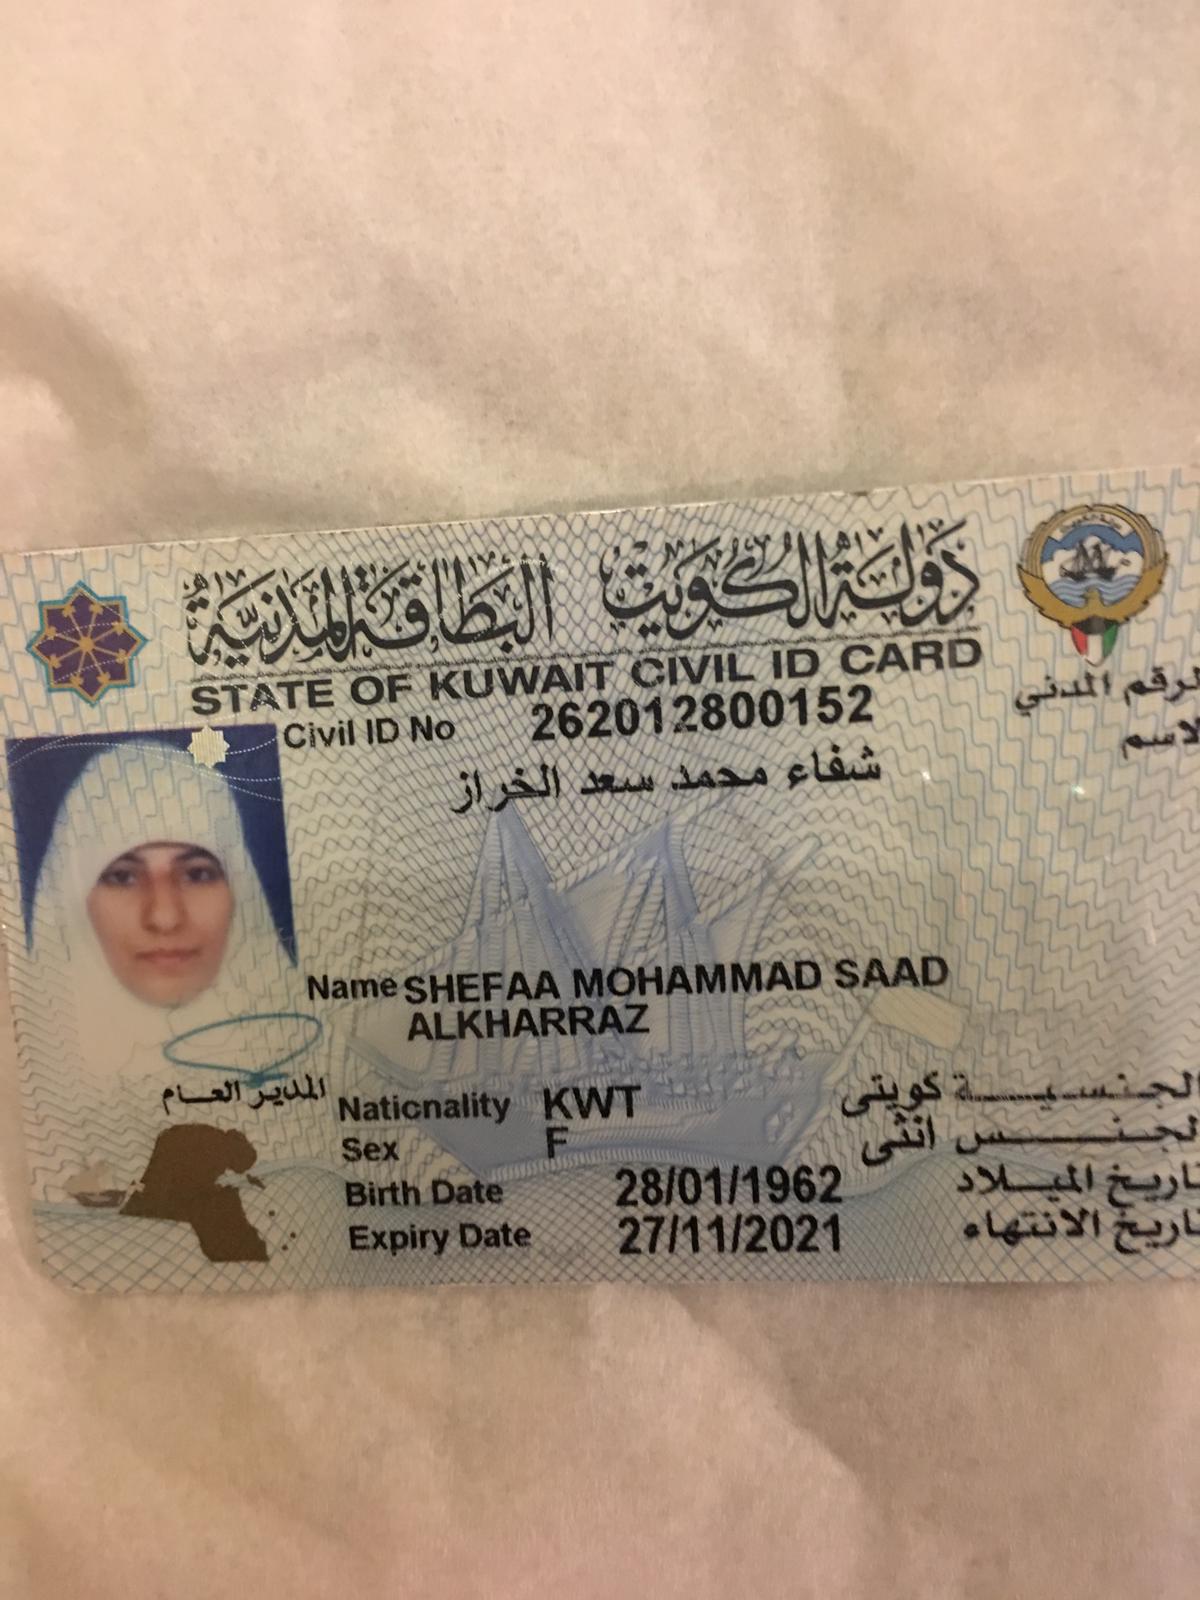 دولة الكويت البطاقة المدنية
STATE OF KUWAIT CIVIL ID CARD
Civil ID No 262012800152 الرقم المدني
الاسم
شفاء محمد سعد الخراز
Name SHEFAA MOHAMMAD SAAD
ALKHARRAZ
المدير العام
Nationality KWT الجنسية كويتي
Sex F الجنس انثى
Birth Date 28/01/1962 تاريخ الميلاد
Expiry Date 27/11/2021 تاريخ الانتهاء